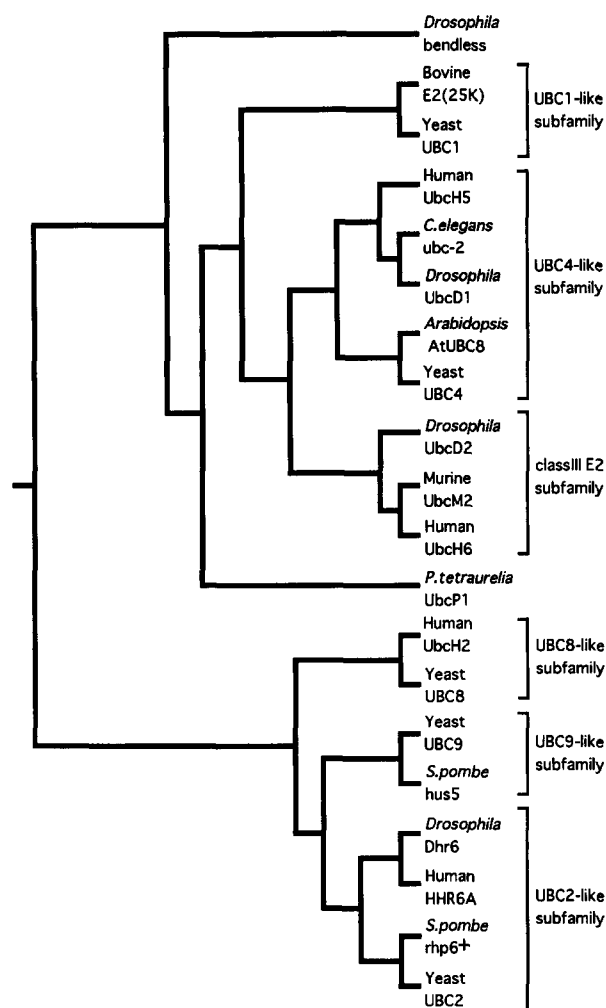 Drosophila
bendless
Bovine
E2(25K)
Yeast
UBC1
UBC1-like
subfamily
Human
UbcH5
C.elegans
ubc-2
Drosophila
UbcD1
Arabidopsis
AtUBC8
Yeast
UBC4
UBC4-like
subfamily
Drosophila
UbcD2
Murine
UbcM2
Human
UbcH6
classIII E2
subfamily
P.tetraurelia
UbcP1
Human
UbcH2
Yeast
UBC8
UBC8-like
subfamily
Yeast
UBC9
S.pombe
hus5
UBC9-like
subfamily
Drosophila
Dhr6
Human
HHR6A
S.pombe
rhp6+
Yeast
UBC2
UBC2-like
subfamily